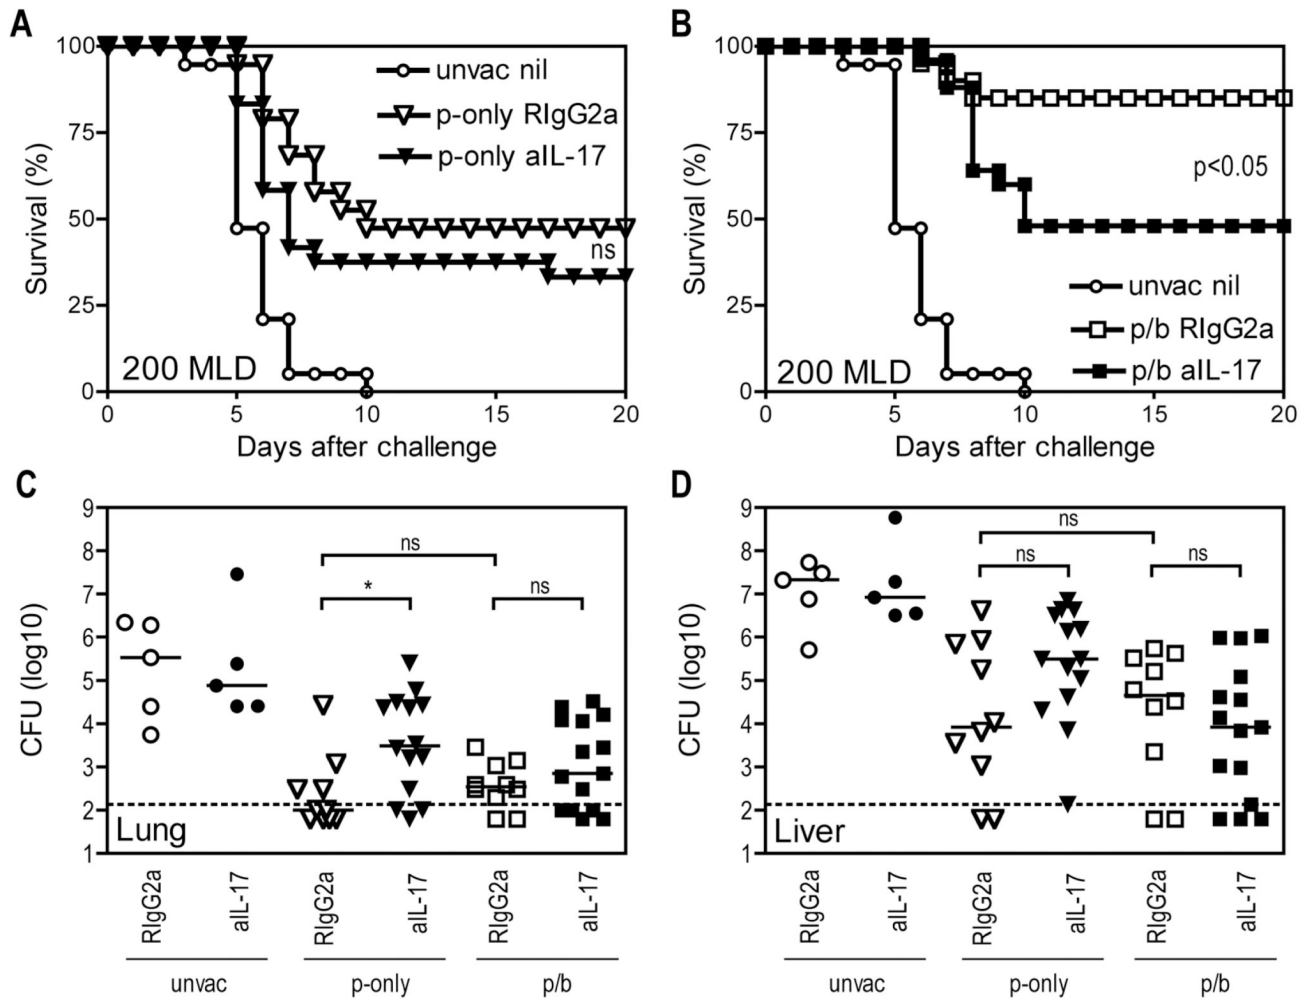 A
100
75
50
25
0
Survival (%)
unvac nil
p-only RIgG2a
p-only aIL-17
ns
200 MLD
0 5 10 15 20
Days after challenge
B
100
75
50
25
0
Survival (%)
p<0.05
unvac nil
p/b RIgG2a
p/b aIL-17
200 MLD
0 5 10 15 20
Days after challenge
C
9
8
7
6
5
4
3
2
1
CFU (log10)
ns
*
ns
Lung
RIgG2a aIL-17 RIgG2a aIL-17 RIgG2a aIL-17
unvac p-only p/b
D
9
8
7
6
5
4
3
2
1
CFU (log10)
ns
ns
ns
Liver
RIgG2a aIL-17 RIgG2a aIL-17 RIgG2a aIL-17
unvac p-only p/b